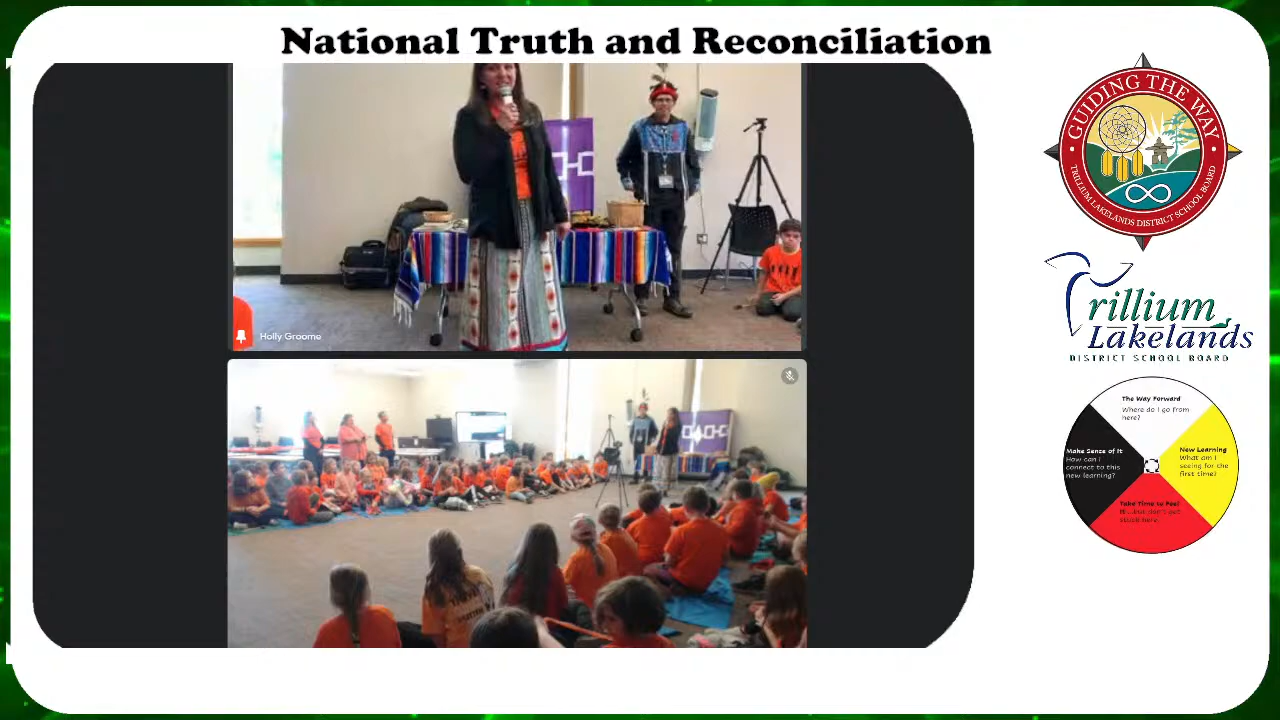 National Truth and Reconciliation
Holly Groome
GUIDING THE WAY
TRILLIUM LAKELANDS DISTRICT SCHOOL BOARD
Trillium
Lakelands
DISTRICT SCHOOL BOARD
The Way Forward
Where do I go from
here?
Make Sense of It
How can I
connect to this
new learning?
New Learning
What am I
seeing for the
first time?
Take Time to Feel
here.